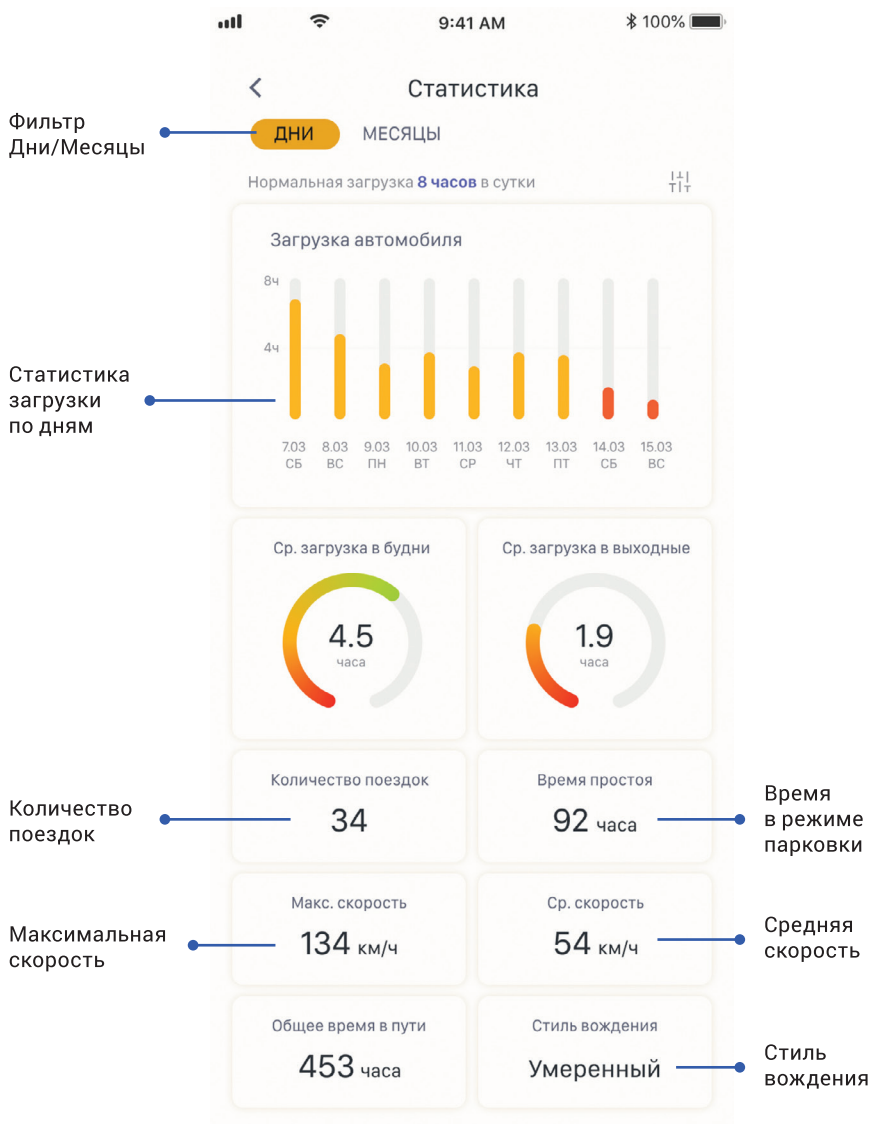 9:41 AM
100%
Статистика
Фильтр
Дни/Месяцы
ДНИ
МЕСЯЦЫ
Нормальная загрузка 8 часов в сутки
Загрузка автомобиля
8ч
4ч
Статистика
загрузки
по дням
7.03 8.03 9.03 10.03 11.03 12.03 13.03 14.03 15.03
СБ ВС ПН ВТ СР ЧТ ПТ СБ ВС
Ср. загрузка в будни
4.5
часа
Ср. загрузка в выходные
1.9
часа
Количество
поездок
Количество поездок
34
Время простоя
92 часа
Время
в режиме
парковки
Максимальная
скорость
Макс. скорость
134 км/ч
Ср. скорость
54 км/ч
Средняя
скорость
Общее время в пути
453 часа
Стиль вождения
Умеренный
Стиль
вождения